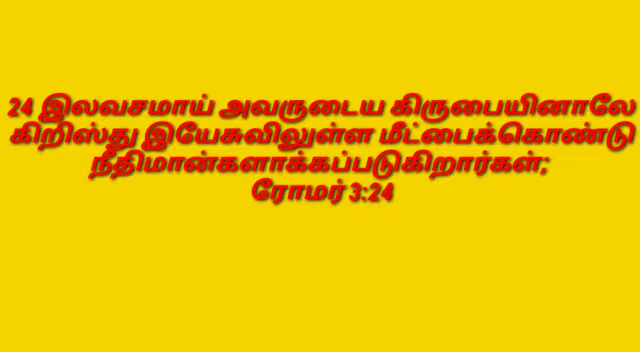 24 இலவசமாய் அவருடைய கிருபையினாலே
கிறிஸ்து இயேசுவிலுள்ள மீட்பைக்கொண்டு
நீதிமான்களாக்கப்படுகிறார்கள்;
ரோமர் 3:24